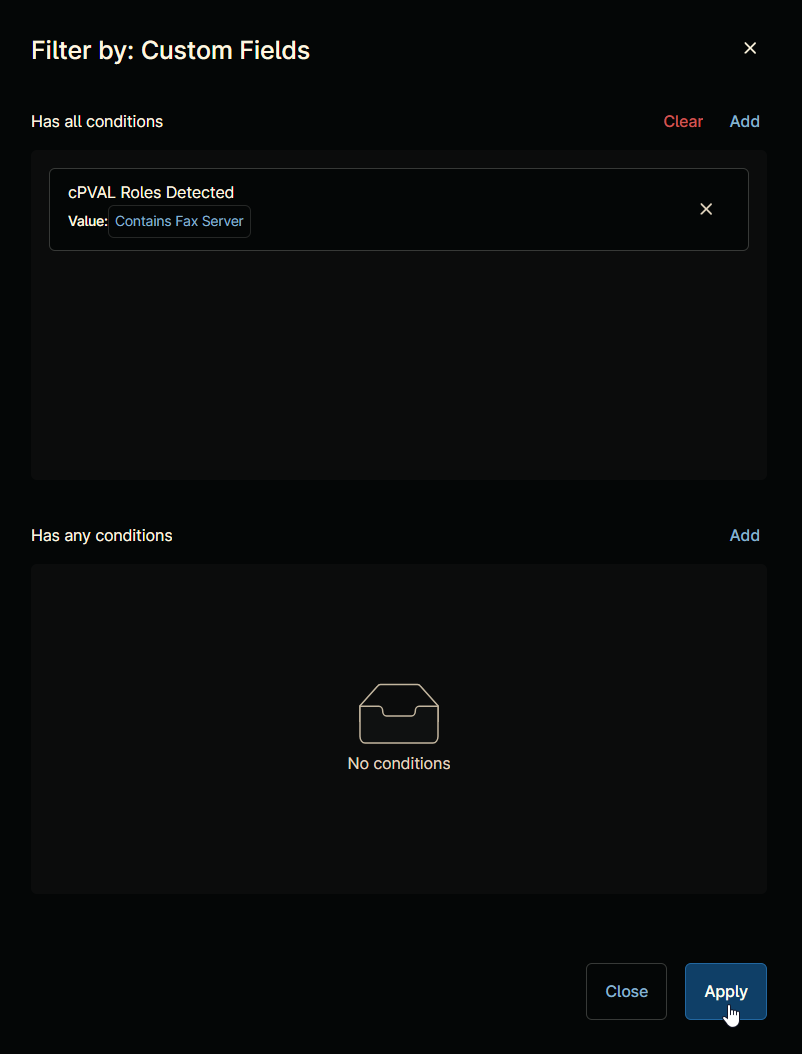 Filter by: Custom Fields
Has all conditions
Clear
Add
cPVAL Roles Detected
Value: Contains Fax Server
Has any conditions
Add
No conditions
Close
Apply